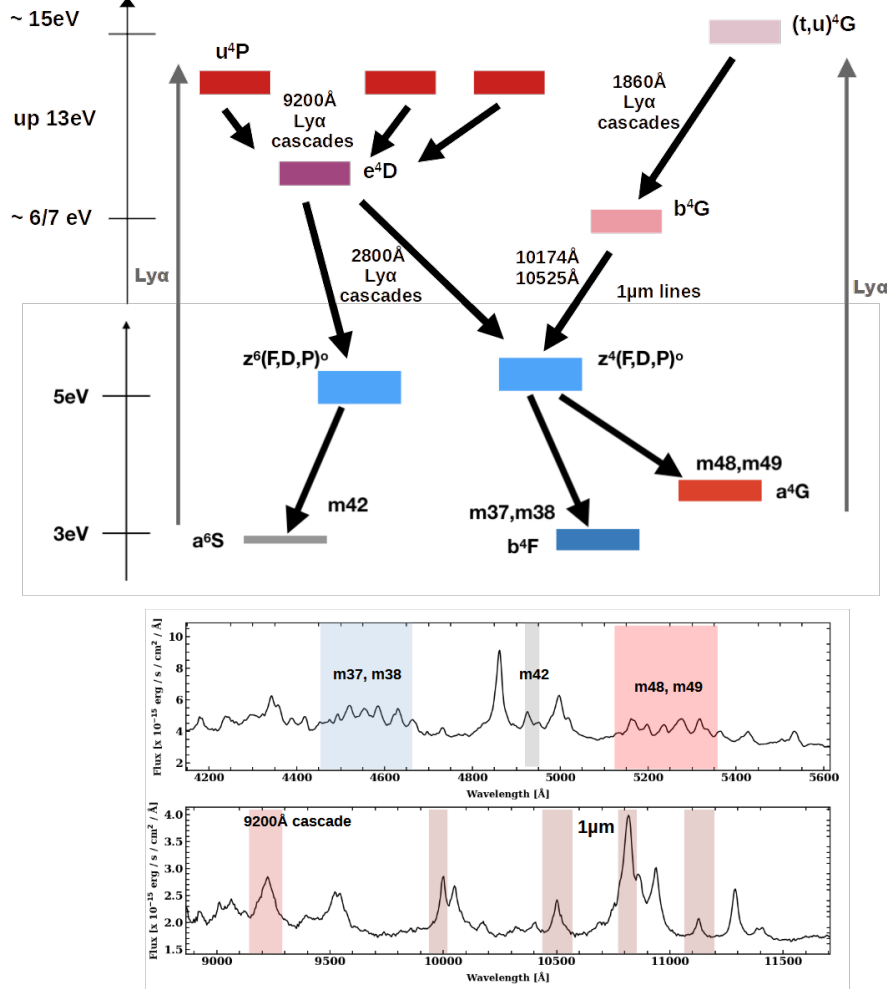 ~ 15eV
(t,u)⁴G
u⁴P
9200Å
Lyα
cascades
1860Å
Lyα
cascades
up 13eV
e⁴D
b⁴G
~ 6/7 eV
Lyα
2800Å
Lyα
cascades
10174Å
10525Å
1µm lines
Lyα
z⁶(F,D,P)ᵒ
z⁴(F,D,P)ᵒ
5eV
m48,m49
a⁴G
m42
m37,m38
3eV
a⁶S
b⁴F
Flux [x 10⁻¹⁵ erg / s / cm² / Å]
10
8
6
4
2
m37, m38
m42
m48, m49
4200 4400 4600 4800 5000 5200 5400 5600
Wavelength [Å]
Flux [x 10⁻¹⁵ erg / s / cm² / Å]
4.0
3.5
3.0
2.5
2.0
1.5
9200Å cascade
1µm
9000 9500 10000 10500 11000 11500
Wavelength [Å]